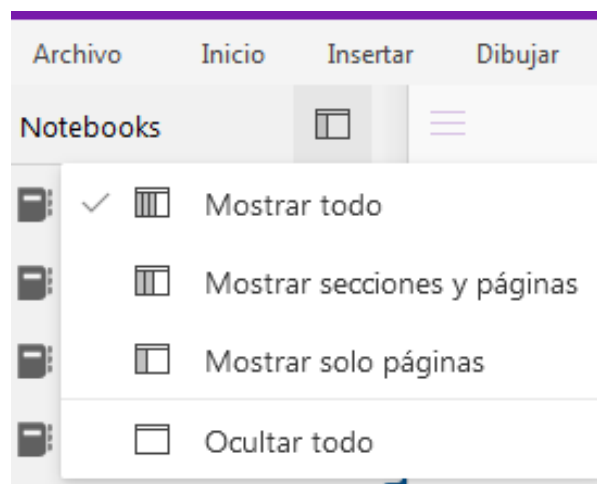 Archivo Inicio Insertar Dibujar
Notebooks
Mostrar todo
Mostrar secciones y páginas
Mostrar solo páginas
Ocultar todo